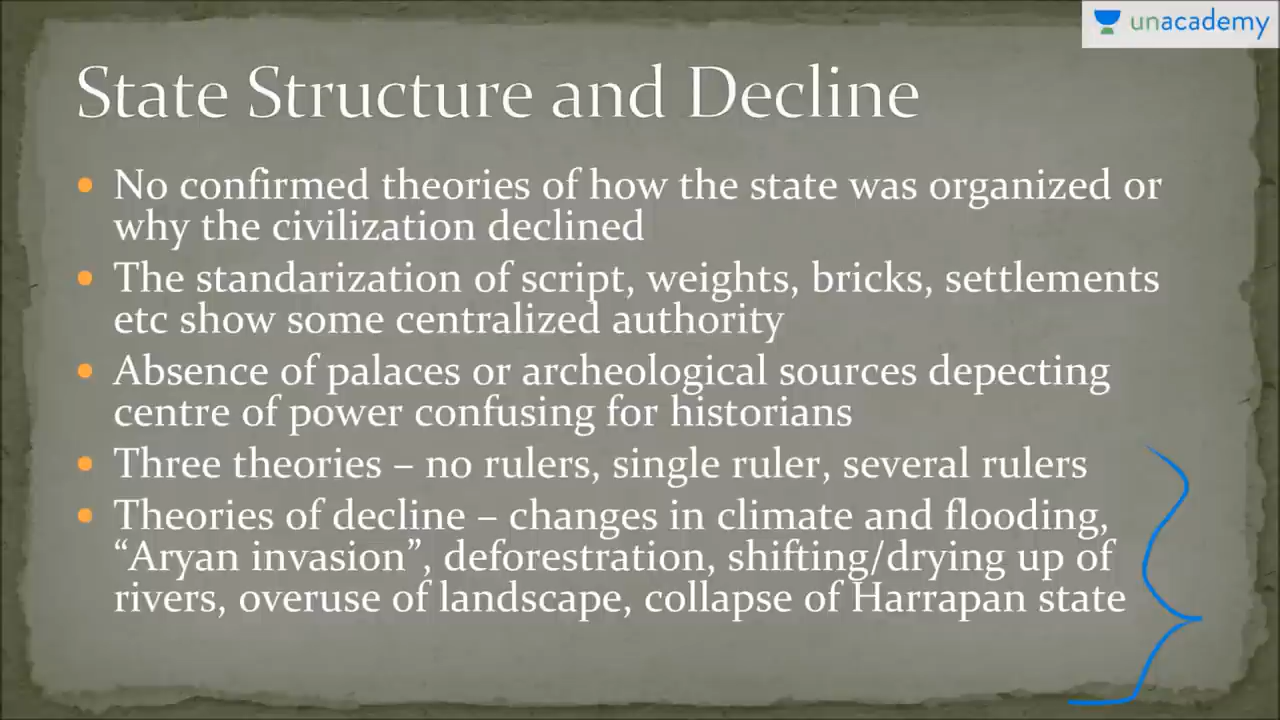 unacademy
State Structure and Decline
• No confirmed theories of how the state was organized or
why the civilization declined
• The standarization of script, weights, bricks, settlements
etc show some centralized authority
• Absence of palaces or archeological sources depecting
centre of power confusing for historians
• Three theories – no rulers, single ruler, several rulers
• Theories of decline – changes in climate and flooding,
“Aryan invasion”, deforestration, shifting/drying up of
rivers, overuse of landscape, collapse of Harrapan state